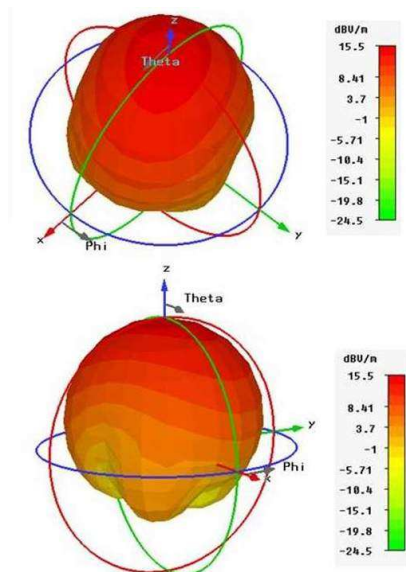 dBV/m
z
Theta
15.5
8.41
3.7
-1
-5.71
-10.4
-15.1
-19.8
-24.5
x
Phi
y
z
Theta
dBV/m
15.5
8.41
3.7
-1
-5.71
-10.4
-15.1
-19.8
-24.5
y
Phi
x